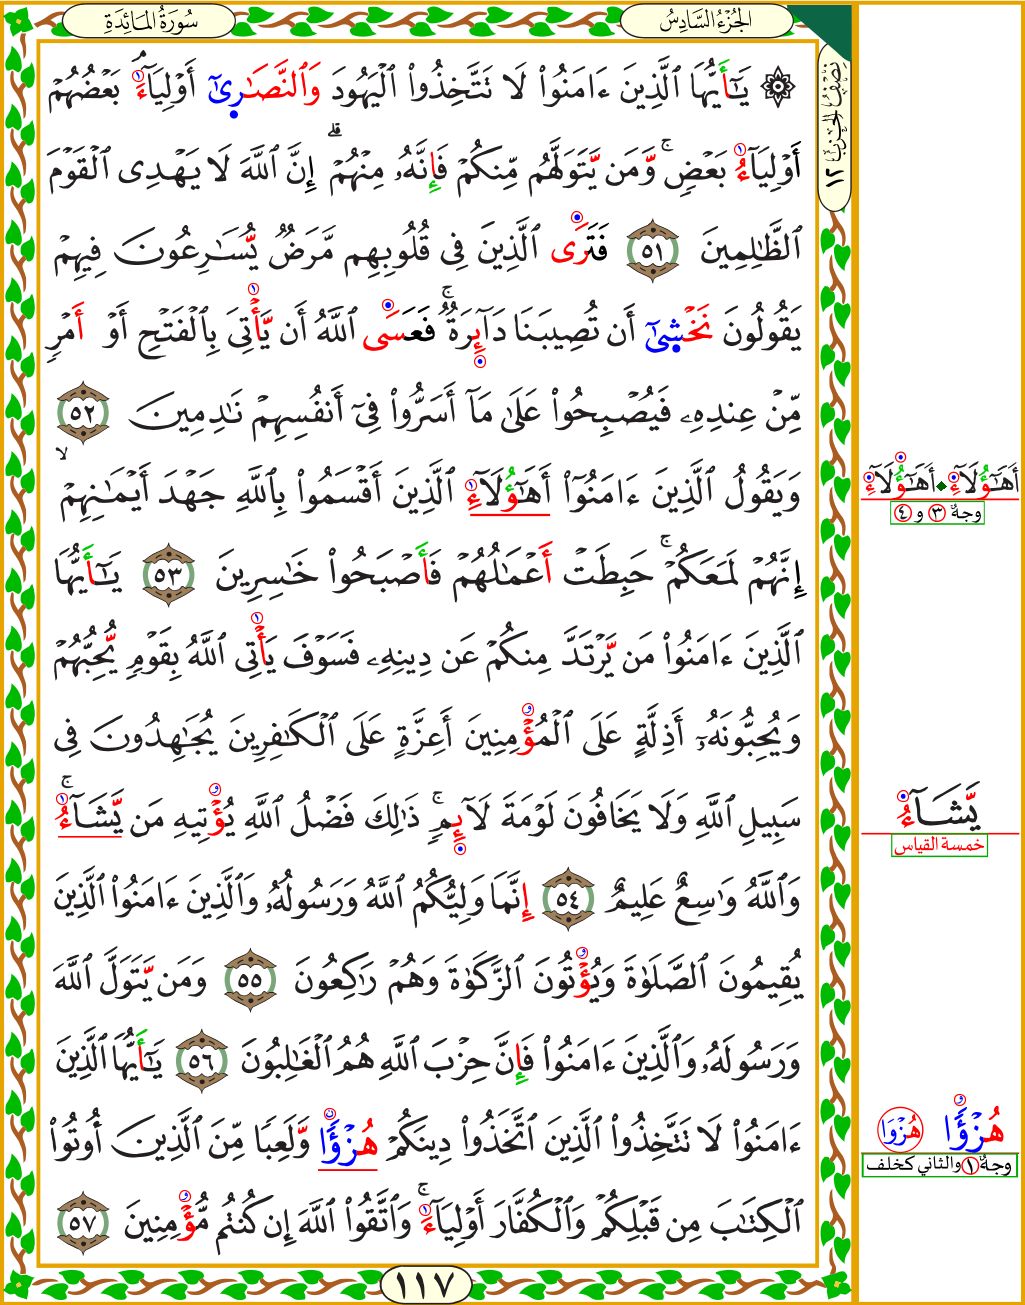 سُورَةُ الْمَائِدَةِ
الجُزْءُ السَّادِسُ
نِصْفُ الحِزْبِ ١٢
۞ يَـٰٓأَيُّهَا ٱلَّذِينَ ءَامَنُوا۟ لَا تَتَّخِذُوا۟ ٱلْيَهُودَ وَٱلنَّصَـٰرِىٰٓ أَوْلِيَآءَۘ بَعْضُهُمْ
أَوْلِيَآءُ بَعْضٍۚ وَّمَن يَّتَوَلَّهُم مِّنكُمْ فَإِنَّهُۥ مِنْهُمْۗ إِنَّ ٱللَّهَ لَا يَهْدِى ٱلْقَوْمَ
ٱلظَّـٰلِمِينَ ٥١ فَتَرَى ٱلَّذِينَ فِى قُلُوبِهِم مَّرَضٌ يُّسَـٰرِعُونَ فِيهِمْ
يَقُولُونَ نَخْشِىٰٓ أَن تُصِيبَنَا دَآئِرَةٌۚ فَعَسَى ٱللَّهُ أَن يَّأْتِىَ بِٱلْفَتْحِ أَوْ أَمْرٍ
مِّنْ عِندِهِۦ فَيُصْبِحُوا۟ عَلَىٰ مَآ أَسَرُّوا۟ فِىٓ أَنفُسِهِمْ نَـٰدِمِينَ ٥٢
وَيَقُولُ ٱلَّذِينَ ءَامَنُوٓا۟ أَهَـٰٓؤُلَآءِ ٱلَّذِينَ أَقْسَمُوا۟ بِٱللَّهِ جَهْدَ أَيْمَـٰنِهِمْۙ
إِنَّهُمْ لَمَعَكُمْۚ حَبِطَتْ أَعْمَـٰلُهُمْ فَأَصْبَحُوا۟ خَـٰسِرِينَ ٥٣ يَـٰٓأَيُّهَا
ٱلَّذِينَ ءَامَنُوا۟ مَن يَّرْتَدَّ مِنكُمْ عَن دِينِهِۦ فَسَوْفَ يَأْتِى ٱللَّهُ بِقَوْمٍ يُّحِبُّهُمْ
وَيُحِبُّونَهُۥٓ أَذِلَّةٍ عَلَى ٱلْمُؤْمِنِينَ أَعِزَّةٍ عَلَى ٱلْكَـٰفِرِينَ يُجَـٰهِدُونَ فِى
سَبِيلِ ٱللَّهِ وَلَا يَخَافُونَ لَوْمَةَ لَآئِمٍۚ ذَٰلِكَ فَضْلُ ٱللَّهِ يُؤْتِيهِ مَن يَّشَآءُۚ
وَٱللَّهُ وَٰسِعٌ عَلِيمٌ ٥٤ إِنَّمَا وَلِيُّكُمُ ٱللَّهُ وَرَسُولُهُۥ وَٱلَّذِينَ ءَامَنُوا۟ ٱلَّذِينَ
يُقِيمُونَ ٱلصَّلَوٰةَ وَيُؤْتُونَ ٱلزَّكَوٰةَ وَهُمْ رَٰكِعُونَ ٥٥ وَمَن يَّتَوَلَّ ٱللَّهَ
وَرَسُولَهُۥ وَٱلَّذِينَ ءَامَنُوا۟ فَإِنَّ حِزْبَ ٱللَّهِ هُمُ ٱلْغَـٰلِبُونَ ٥٦ يَـٰٓأَيُّهَا ٱلَّذِينَ
ءَامَنُوا۟ لَا تَتَّخِذُوا۟ ٱلَّذِينَ ٱتَّخَذُوا۟ دِينَكُمْ هُزْؤًا وَّلَعِبًا مِّنَ ٱلَّذِينَ أُوتُوا۟
ٱلْكِتَـٰبَ مِن قَبْلِكُمْ وَٱلْكُفَّارَ أَوْلِيَآءَۚ وَٱتَّقُوا۟ ٱللَّهَ إِن كُنتُم مُّؤْمِنِينَ ٥٧
١١٧
أَهَـٰٓؤُلَآءِ ◆ أَهَـٰٓؤُلَآءِ
وجهٌ ٣ و ٤
يَّشَآءُ
خمسة القياس
هُزْؤًا هُزْوَا
وجهٌ ١ والثاني كخلف